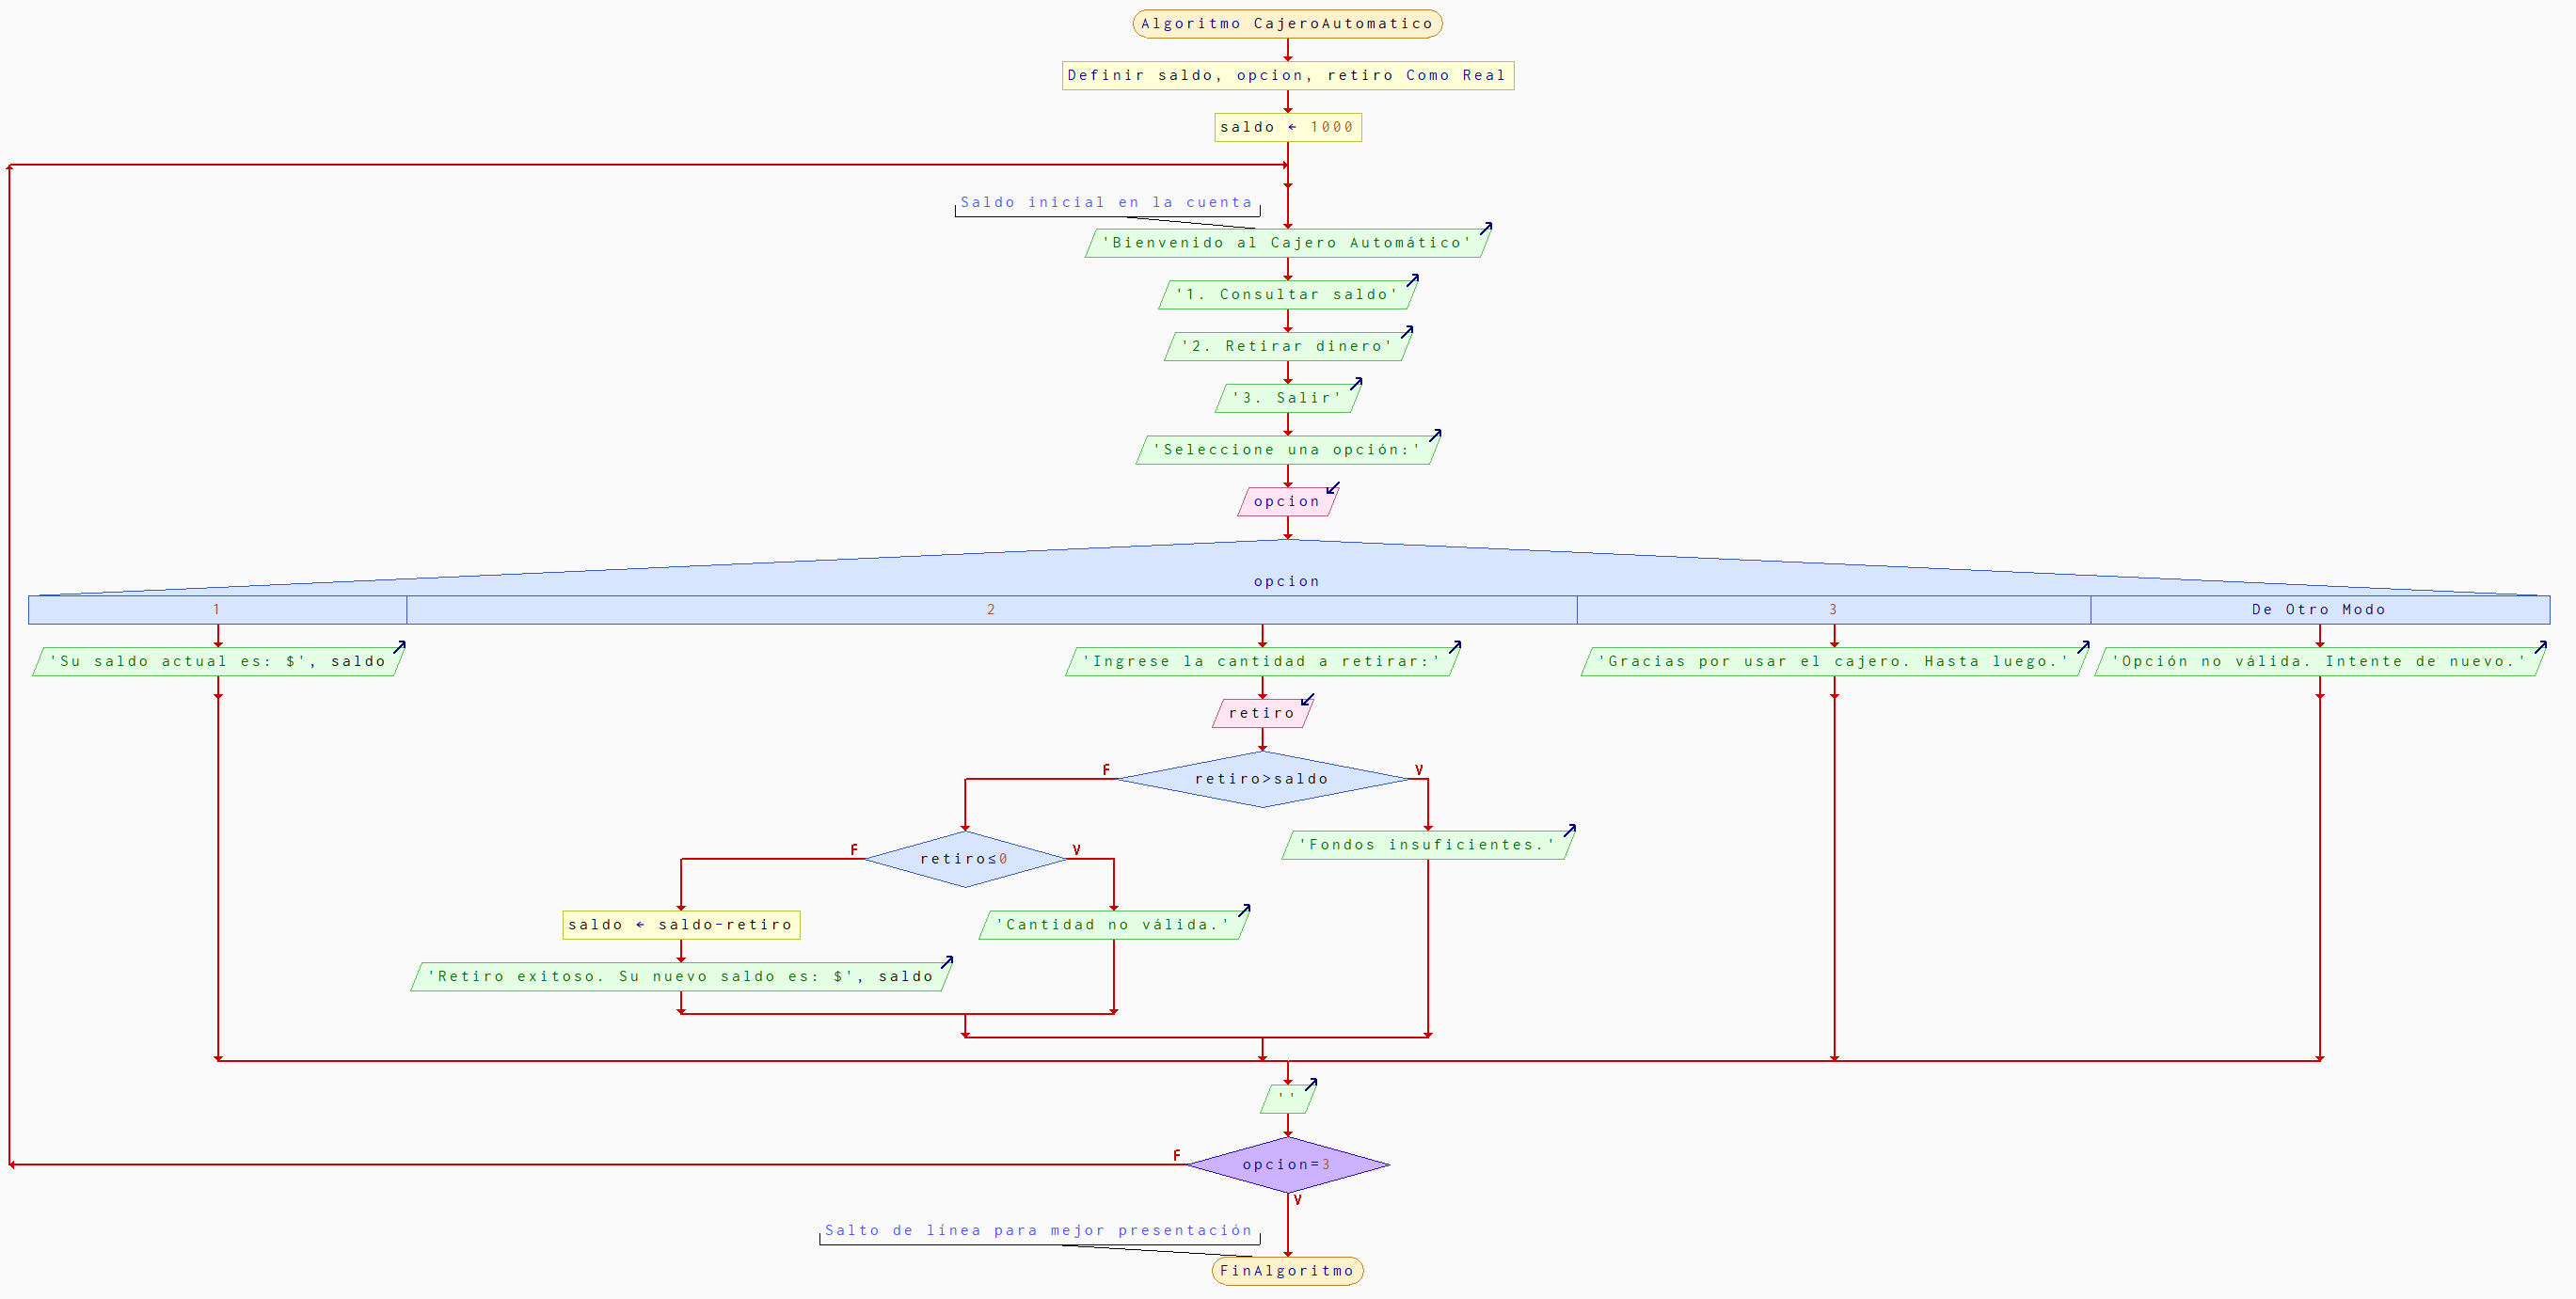 Algoritmo CajeroAutomatico
Definir saldo, opcion, retiro Como Real
saldo ← 1000
Saldo inicial en la cuenta
'Bienvenido al Cajero Automático'
'1. Consultar saldo'
'2. Retirar dinero'
'3. Salir'
'Seleccione una opción:'
opcion
opcion
1
2
3
De Otro Modo
'Su saldo actual es: $', saldo
'Ingrese la cantidad a retirar:'
'Gracias por usar el cajero. Hasta luego.'
'Opción no válida. Intente de nuevo.'
retiro
F
retiro>saldo
V
F
retiro≤0
V
'Fondos insuficientes.'
saldo ← saldo-retiro
'Cantidad no válida.'
'Retiro exitoso. Su nuevo saldo es: $', saldo
''
F
opcion=3
V
Salto de línea para mejor presentación
FinAlgoritmo